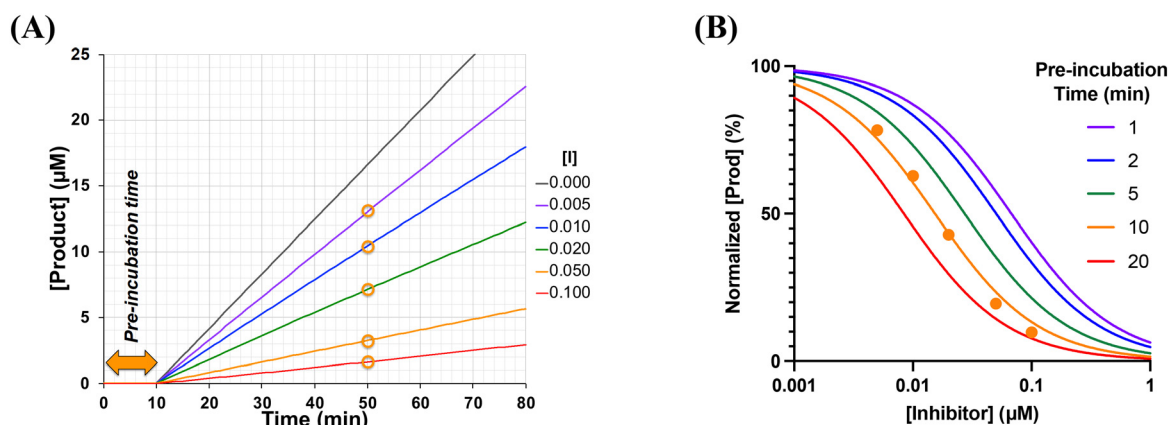 (A)
25
20
15
10
5
0
[Product] (μM)
Pre-incubation time
0 10 20 30 40 50 60 70 80
Time (min)
[I]
0.000
0.005
0.010
0.020
0.050
0.100
(B)
100
50
0
Normalized [Prod] (%)
0.001 0.01 0.1 1
[Inhibitor] (μM)
Pre-incubation
Time (min)
1
2
5
10
20